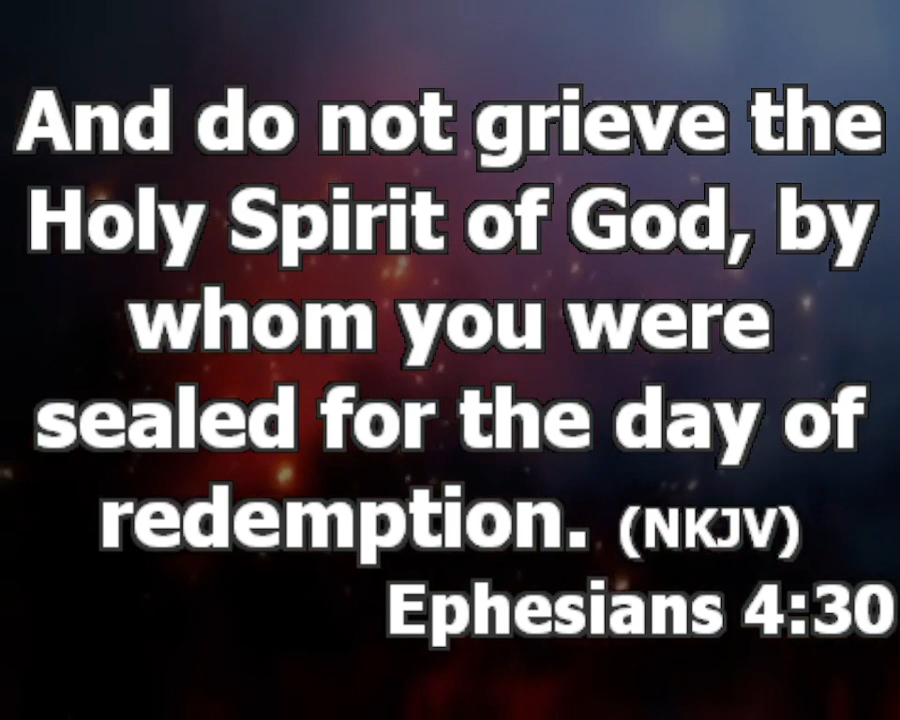 And do not grieve the
Holy Spirit of God, by
whom you were
sealed for the day of
redemption. (NKJV)
Ephesians 4:30